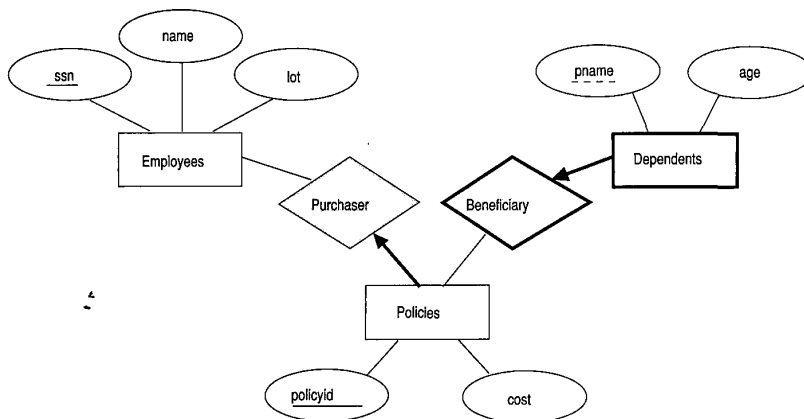 name
ssn
lot
pname
age
Employees
Dependents
Purchaser
Beneficiary
Policies
policyid
cost